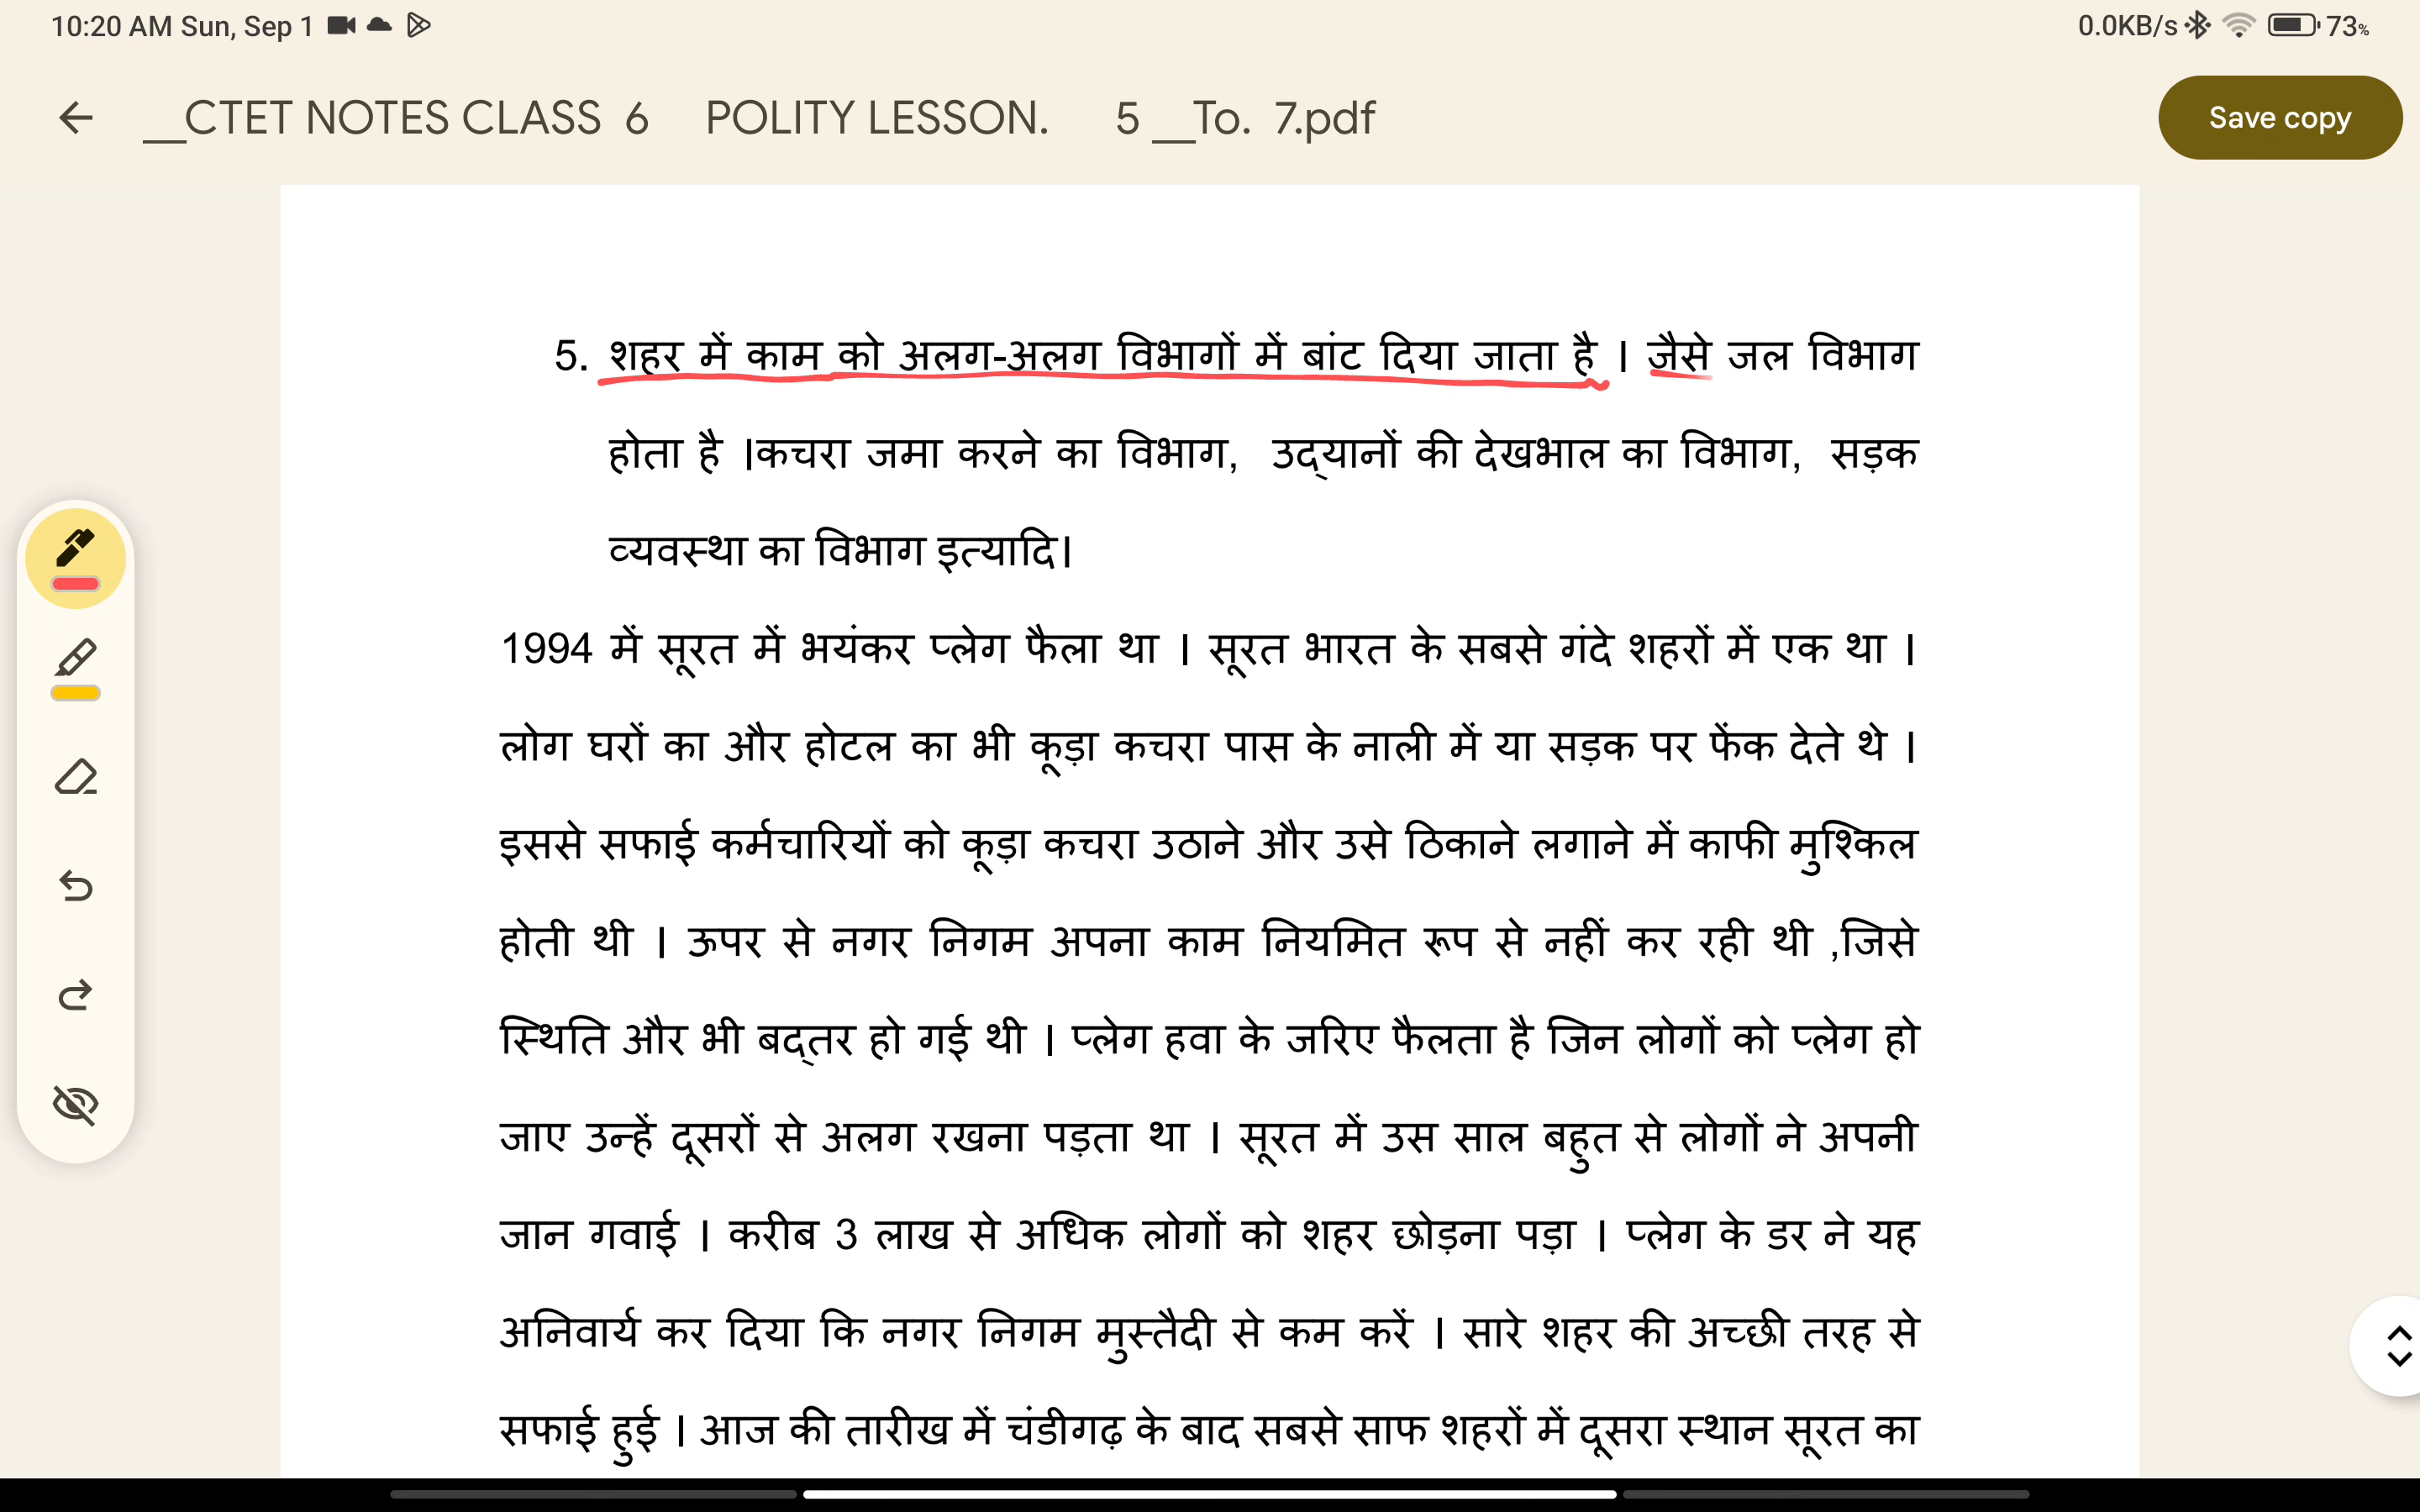 10:20 AM Sun, Sep 1 0.0KB/s 73%
__CTET NOTES CLASS 6 POLITY LESSON. 5 __To. 7.pdf Save copy
5. शहर में काम को अलग-अलग विभागों में बांट दिया जाता है । जैसे जल विभाग
होता है ।कचरा जमा करने का विभाग, उद्यानों की देखभाल का विभाग, सड़क
व्यवस्था का विभाग इत्यादि।
1994 में सूरत में भयंकर प्लेग फैला था । सूरत भारत के सबसे गंदे शहरों में एक था ।
लोग घरों का और होटल का भी कूड़ा कचरा पास के नाली में या सड़क पर फेंक देते थे ।
इससे सफाई कर्मचारियों को कूड़ा कचरा उठाने और उसे ठिकाने लगाने में काफी मुश्किल
होती थी । ऊपर से नगर निगम अपना काम नियमित रूप से नहीं कर रही थी ,जिसे
स्थिति और भी बद्तर हो गई थी । प्लेग हवा के जरिए फैलता है जिन लोगों को प्लेग हो
जाए उन्हें दूसरों से अलग रखना पड़ता था । सूरत में उस साल बहुत से लोगों ने अपनी
जान गवाई । करीब 3 लाख से अधिक लोगों को शहर छोड़ना पड़ा । प्लेग के डर ने यह
अनिवार्य कर दिया कि नगर निगम मुस्तैदी से कम करें । सारे शहर की अच्छी तरह से
सफाई हुई । आज की तारीख में चंडीगढ़ के बाद सबसे साफ शहरों में दूसरा स्थान सूरत का